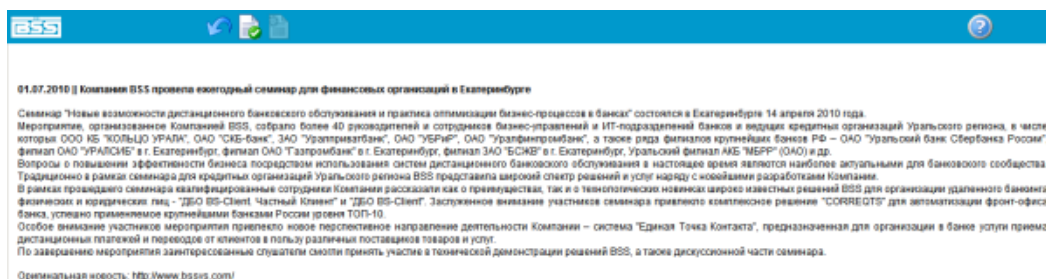 BSS
01.07.2010 || Компания BSS провела ежегодный семинар для финансовых организаций в Екатеринбурге
Семинар "Новые возможности дистанционного банковского обслуживания и практика оптимизации бизнес-процессов в банках" состоялся в Екатеринбурге 14 апреля 2010 года.
Мероприятие, организованное Компанией BSS, собрало более 40 руководителей и сотрудников бизнес-управлений и ИТ-подразделений банков и ведущих кредитных организаций Уральского региона, в числе
которых ООО КБ "КОЛЬЦО УРАЛА", ОАО "СКБ-банк", ЗАО "Уралприватбанк", ОАО "УБРиР", ОАО "Уралфинпромбанк", а также ряда филиалов крупнейших банков РФ – ОАО "Уральский банк Сбербанка России",
филиал ОАО "УРАЛСИБ" в г. Екатеринбург, филиал ОАО "Газпромбанк" в г. Екатеринбург, филиал ЗАО "БСЖВ" в г. Екатеринбург, Уральский филиал АКБ "МБРР" (ОАО) и др.
Вопросы о повышении эффективности бизнеса посредством использования систем дистанционного банковского обслуживания в настоящее время являются наиболее актуальными для банковского сообщества.
Традиционно в рамках семинара для кредитных организаций Уральского региона BSS представила широкий спектр решений и услуг наряду с новейшими разработками Компании.
В рамках прошедшего семинара квалифицированные сотрудники Компании рассказали как о преимуществах, так и о технологических новинках широко известных решений BSS для организации удаленного банкинга
физических и юридических лиц - "ДБО BS-Client. Частный Клиент" и "ДБО BS-Client". Заслуженное внимание участников семинара привлекло комплексное решение "CORREQTS" для автоматизации фронт-офиса
банка, успешно применяемое крупнейшими банками России уровня ТОП-10.
Особое внимание участников мероприятия привлекло новое перспективное направление деятельности Компании – система "Единая Точка Контакта", предназначенная для организации в банке услуги приема
дистанционных платежей и переводов от клиентов в пользу различных поставщиков товаров и услуг.
По завершению мероприятия заинтересованные слушатели смогли принять участие в технической демонстрации решений BSS, а также дискуссионной части семинара.
Оригинальная новость: http://www.bssys.com/